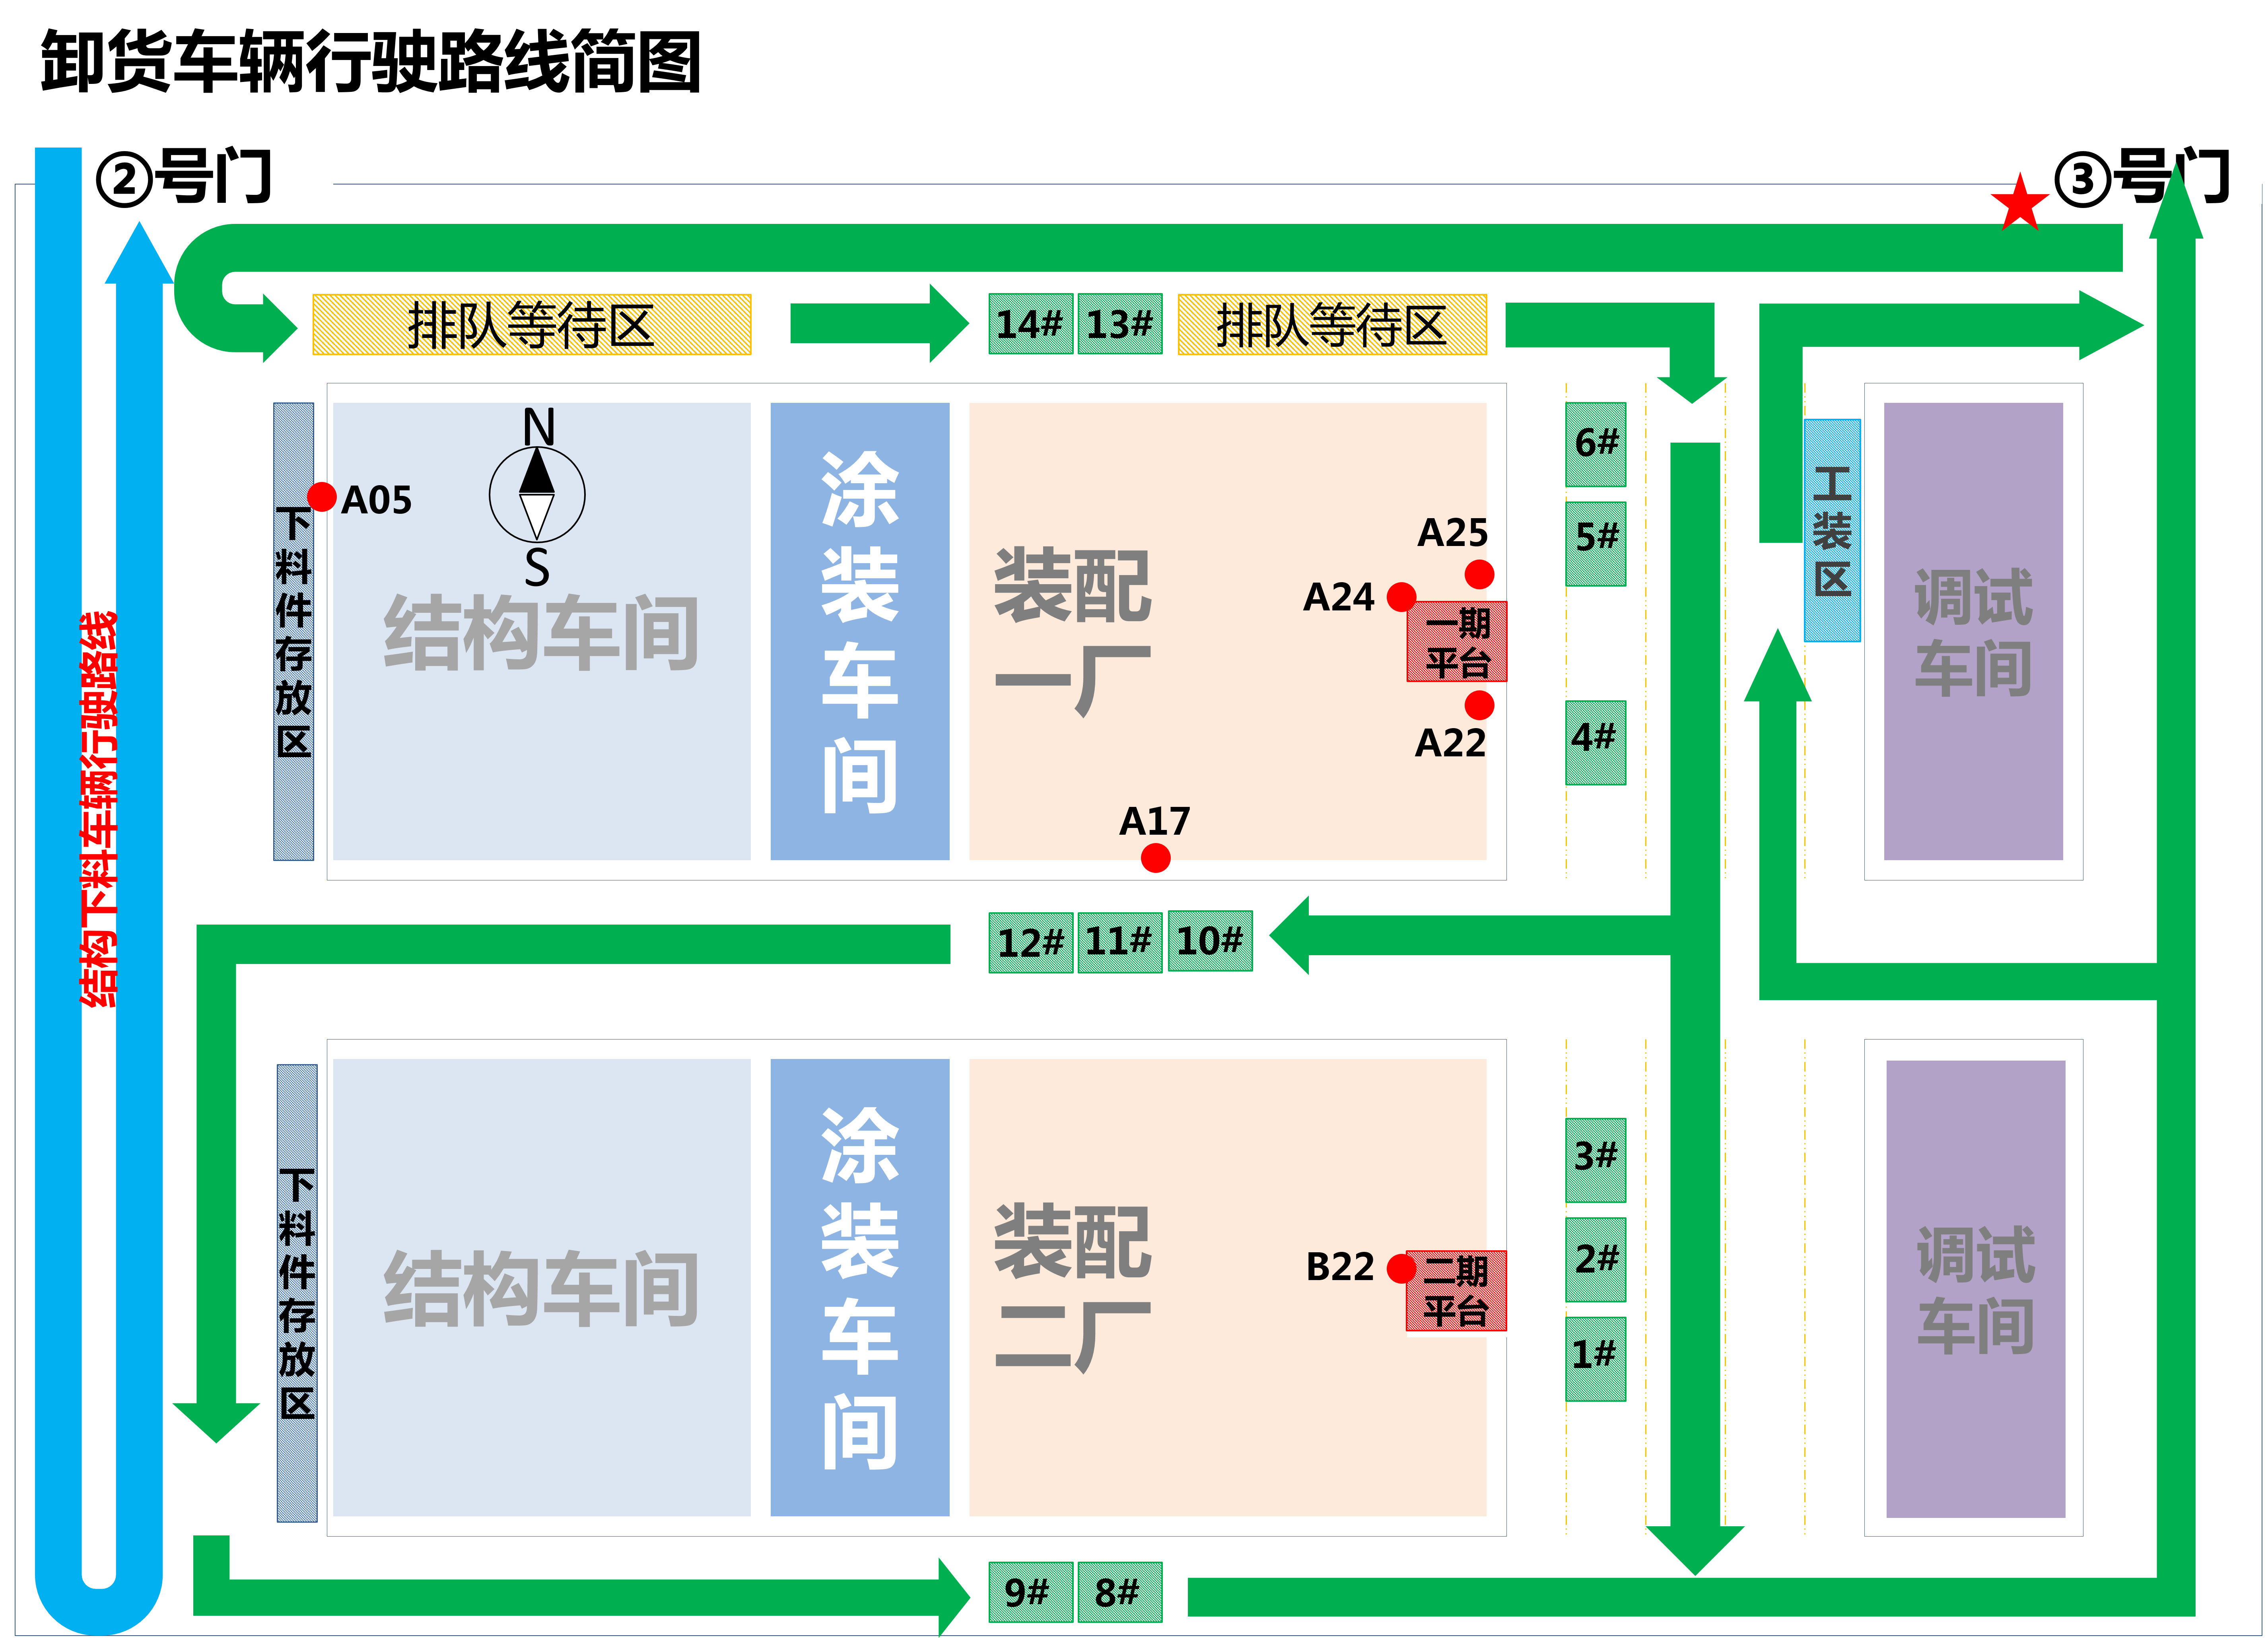 卸货车辆行驶路线简图
②号门
③号门
排队等待区
14#
13#
排队等待区
N
S
A05
下料件存放区
结构车间
涂装车间
装配
一厂
A25
A24
一期
平台
A22
A17
6#
5#
4#
工装区
调试
车间
结构下料车辆行驶路线
12#
11#
10#
下料件存放区
结构车间
涂装车间
装配
二厂
B22
二期
平台
3#
2#
1#
调试
车间
9#
8#